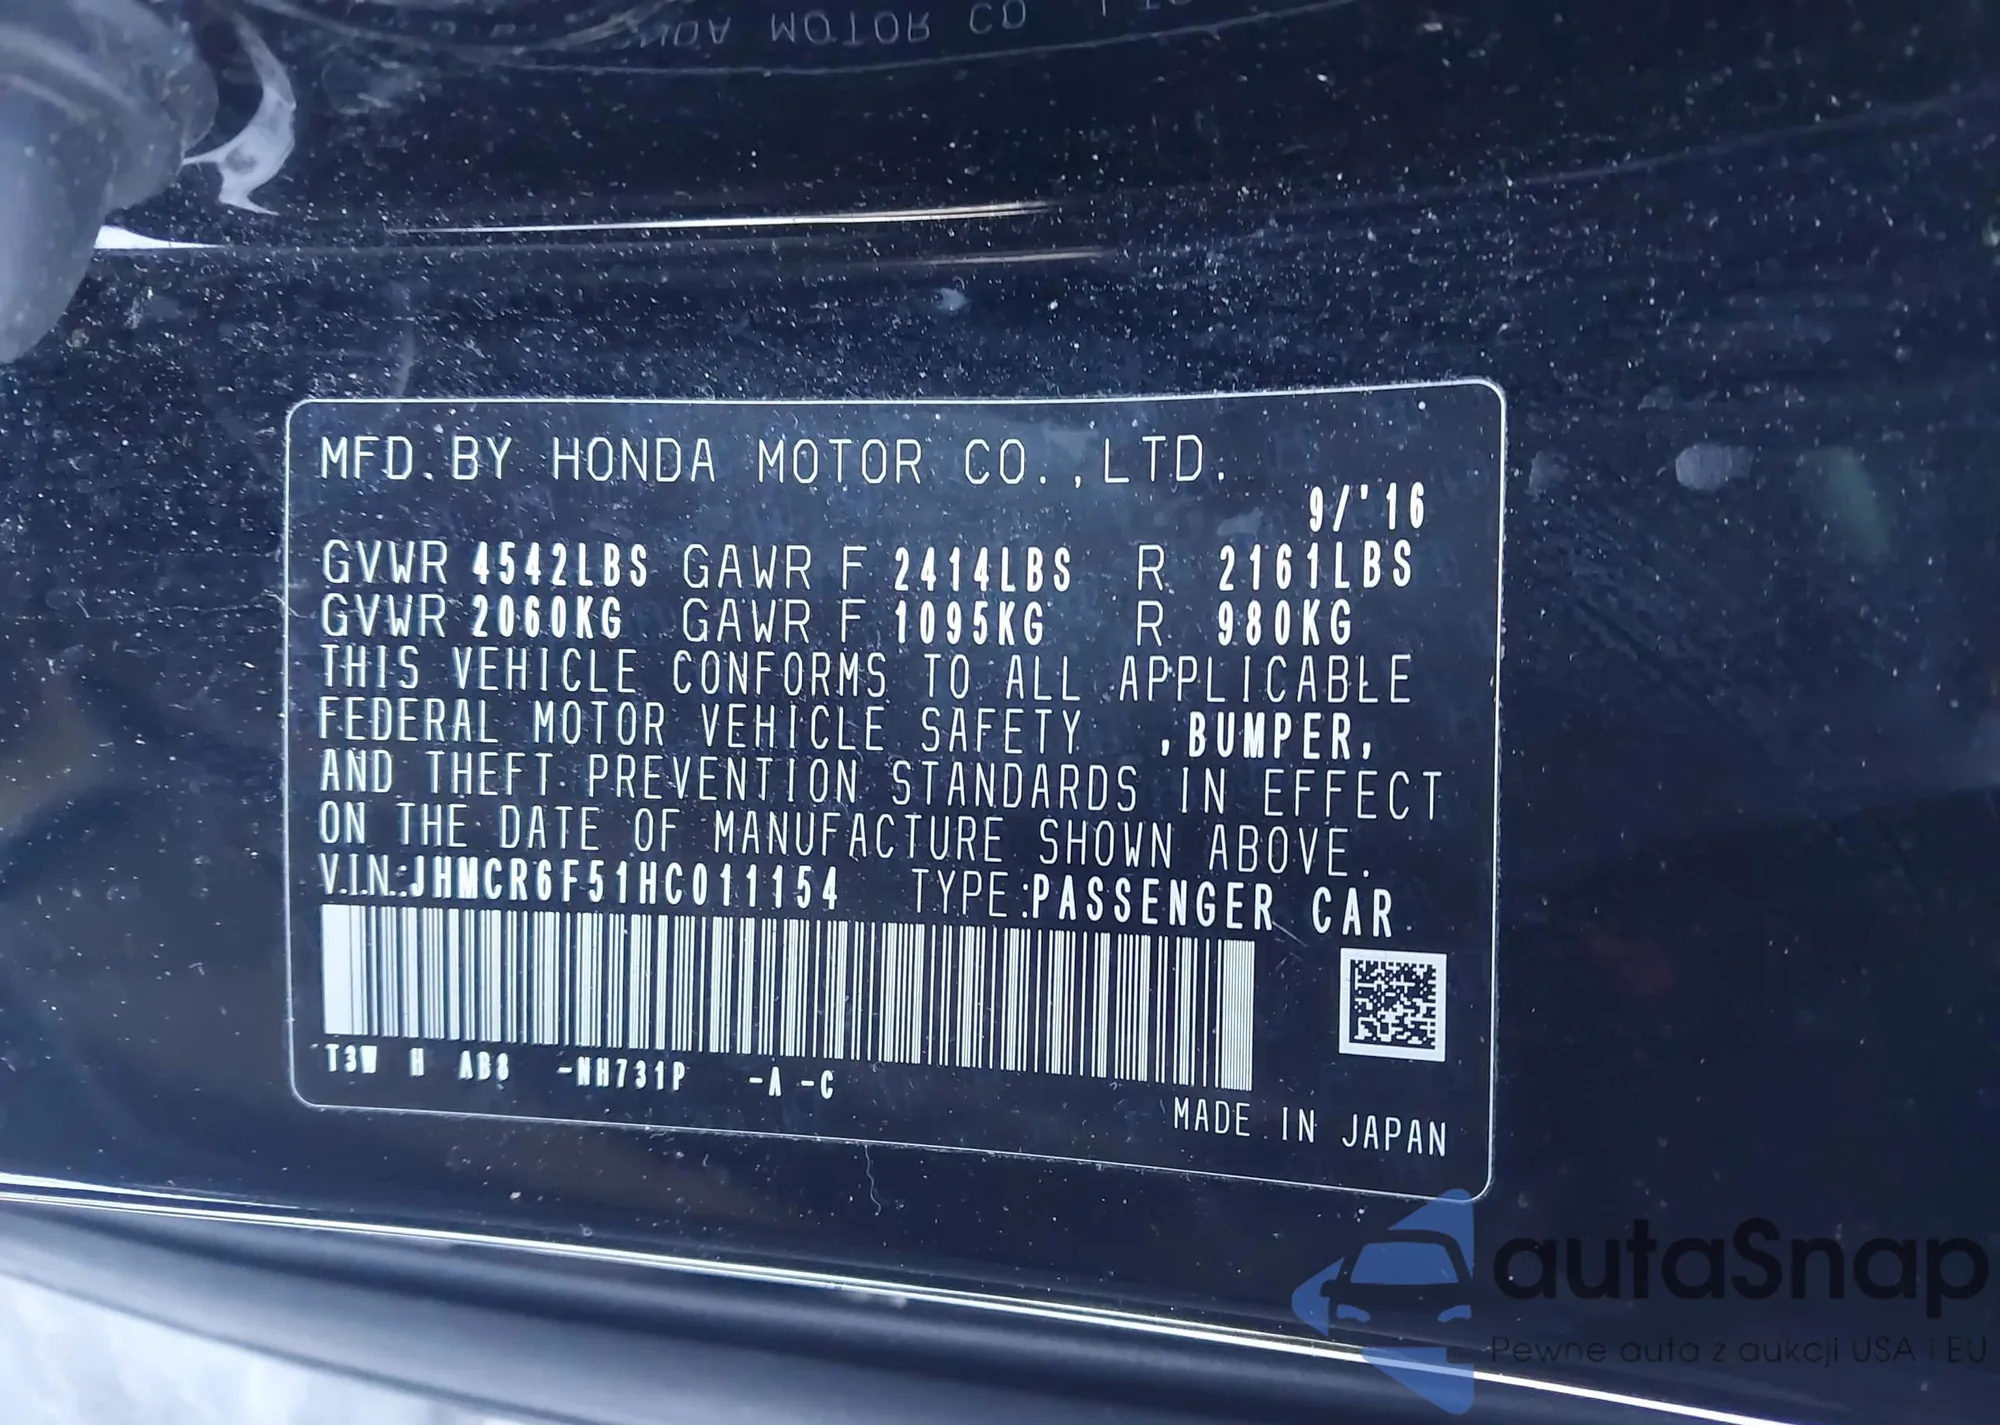 MOTOR CO
MFD.BY HONDA MOTOR CO.,LTD.
9/'16
GVWR 4542LBS GAWR F 2414LBS R 2161LBS
GVWR 2060KG GAWR F 1095KG R 980KG
THIS VEHICLE CONFORMS TO ALL APPLICABLE
FEDERAL MOTOR VEHICLE SAFETY ,BUMPER,
AND THEFT PREVENTION STANDARDS IN EFFECT
ON THE DATE OF MANUFACTURE SHOWN ABOVE.
V.I.N.:JHMCR6F51HC011154 TYPE:PASSENGER CAR
T3W H AB8 -NH731P -A -C
MADE IN JAPAN
autaSnap
Pewne auta z aukcji USA i EU